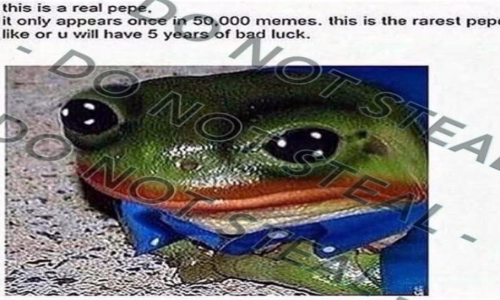 this is a real pepe.
it only appears once in 50,000 memes. this is the rarest pepe
like or u will have 5 years of bad luck.
DO NOT STEAL -
- DO NOT STEAL -
DO NOT STEAL -